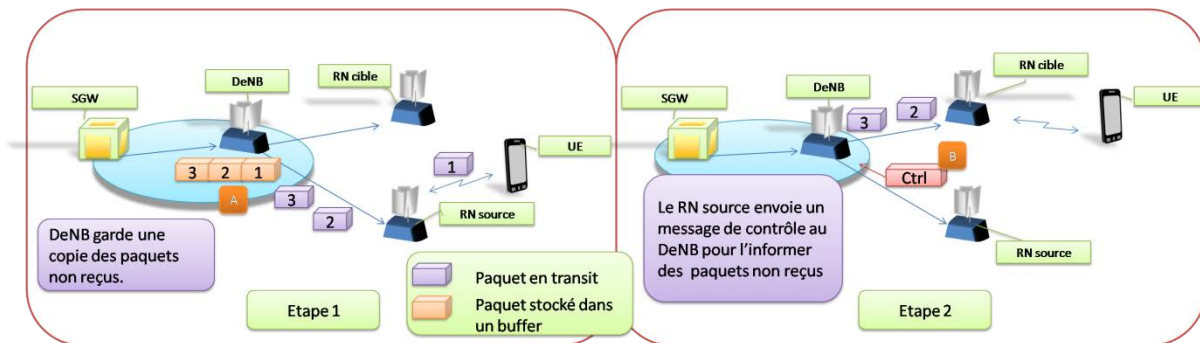 SGW
DeNB
RN cible
UE
RN source
3 2 1
A
3
2
1
DeNB garde une
copie des paquets
non reçus.
Etape 1
Paquet en transit
Paquet stocké dans
un buffer
SGW
DeNB
RN cible
UE
3
2
B
Ctrl
RN source
Le RN source envoie un
message de contrôle au
DeNB pour l'informer
des paquets non reçus
Etape 2